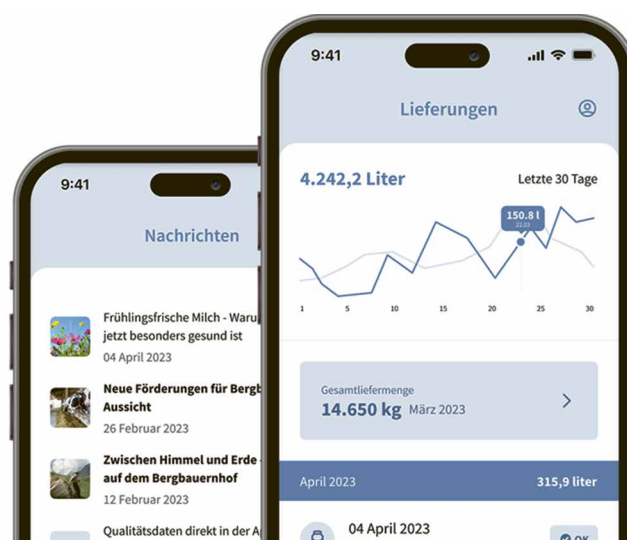 9:41
Nachrichten
Frühlingsfrische Milch -
jetzt besonders gesund ist
04 April 2023
Neue Förderungen für
Aussicht
26 Februar 2023
Zwischen Himmel und Erde -
auf dem Bergbauernhof
12 Februar 2023
Qualitätsdaten direkt in der
9:41
Lieferungen
4.242,2 Liter
Letzte 30 Tage
150.8 l
22.03
1 5 10 15 20 25 30
Gesamtliefermenge
14.650 kg März 2023
April 2023 315,9 liter
04 April 2023
OK